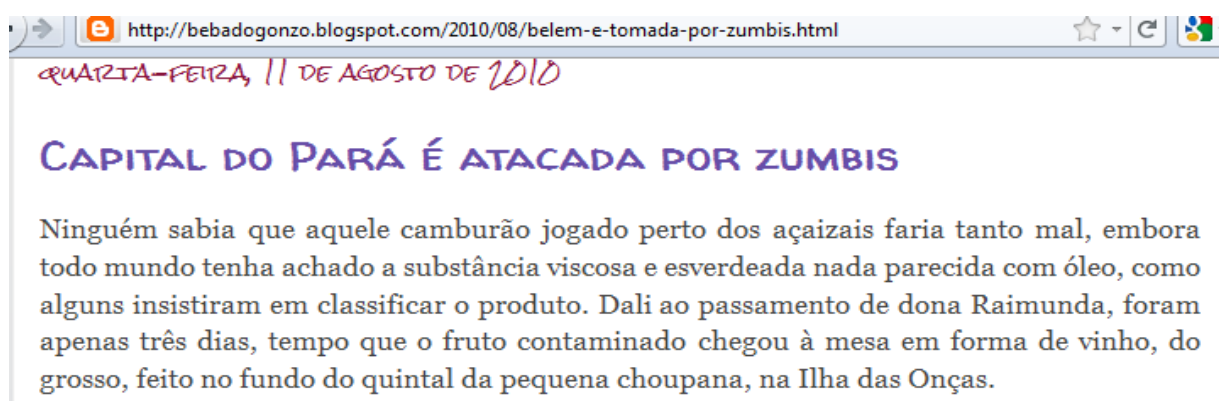 http://bebadogonzo.blogspot.com/2010/08/belem-e-tomada-por-zumbis.html
quarta-feira, 11 de agosto de 2010
Capital do Pará é atacada por zumbis
Ninguém sabia que aquele camburão jogado perto dos açaizais faria tanto mal, embora
todo mundo tenha achado a substância viscosa e esverdeada nada parecida com óleo, como
alguns insistiram em classificar o produto. Dali ao passamento de dona Raimunda, foram
apenas três dias, tempo que o fruto contaminado chegou à mesa em forma de vinho, do
grosso, feito no fundo do quintal da pequena choupana, na Ilha das Onças.